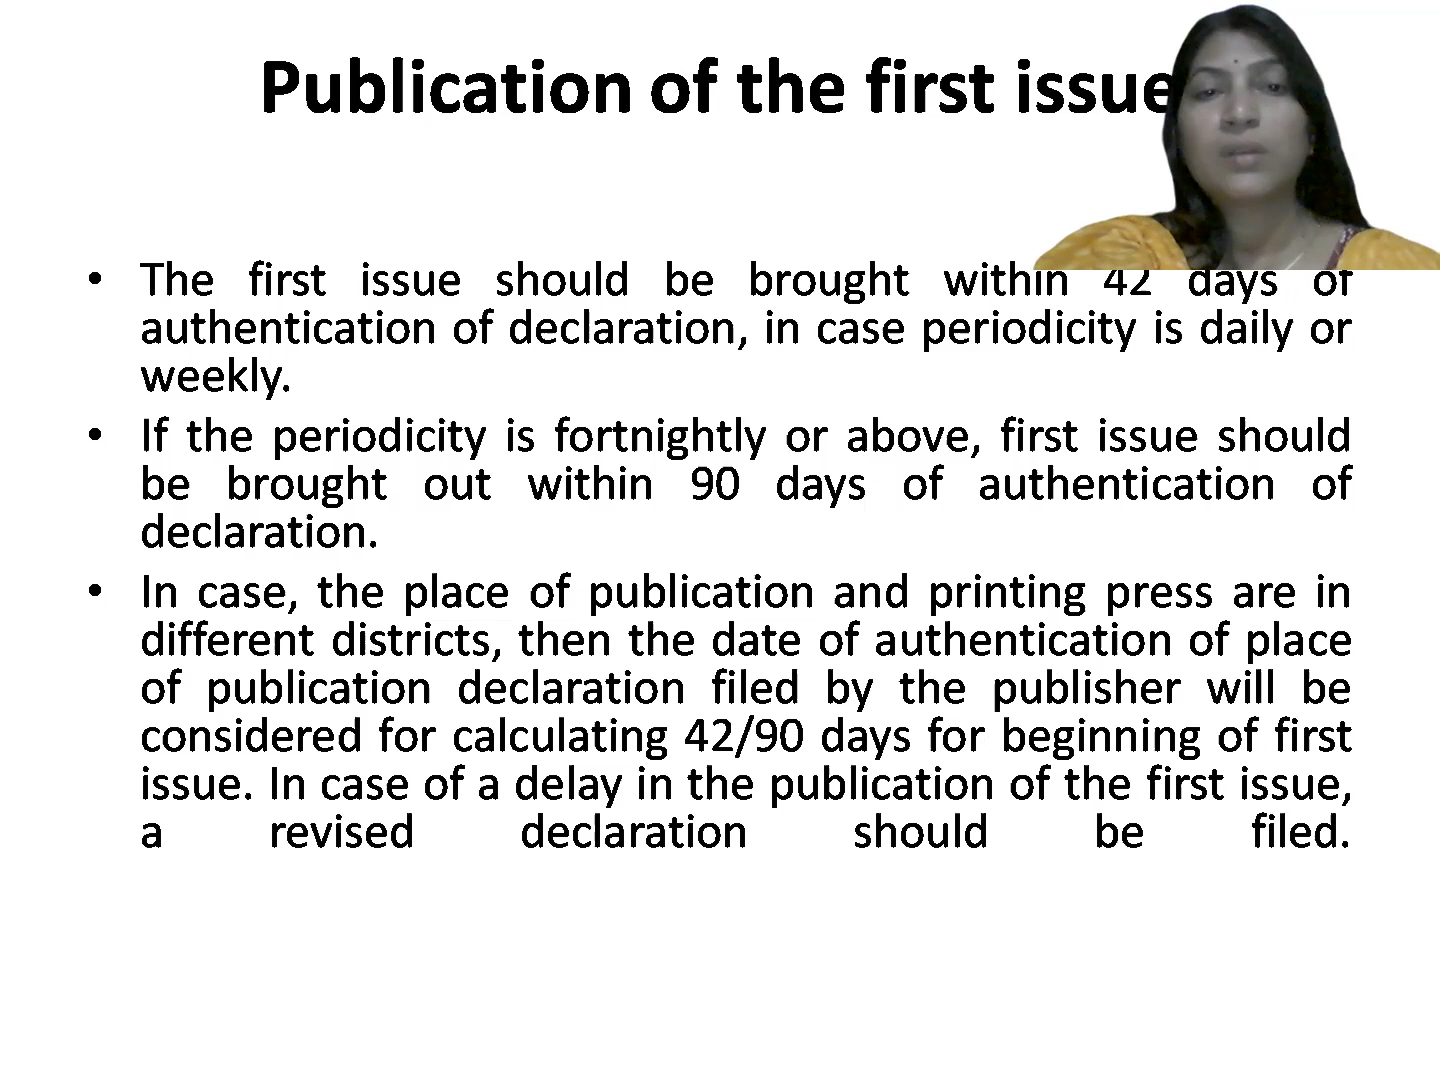 Publication of the first issue
• The first issue should be brought within 42 days of
authentication of declaration, in case periodicity is daily or
weekly.
• If the periodicity is fortnightly or above, first issue should
be brought out within 90 days of authentication of
declaration.
• In case, the place of publication and printing press are in
different districts, then the date of authentication of place
of publication declaration filed by the publisher will be
considered for calculating 42/90 days for beginning of first
issue. In case of a delay in the publication of the first issue,
a revised declaration should be filed.